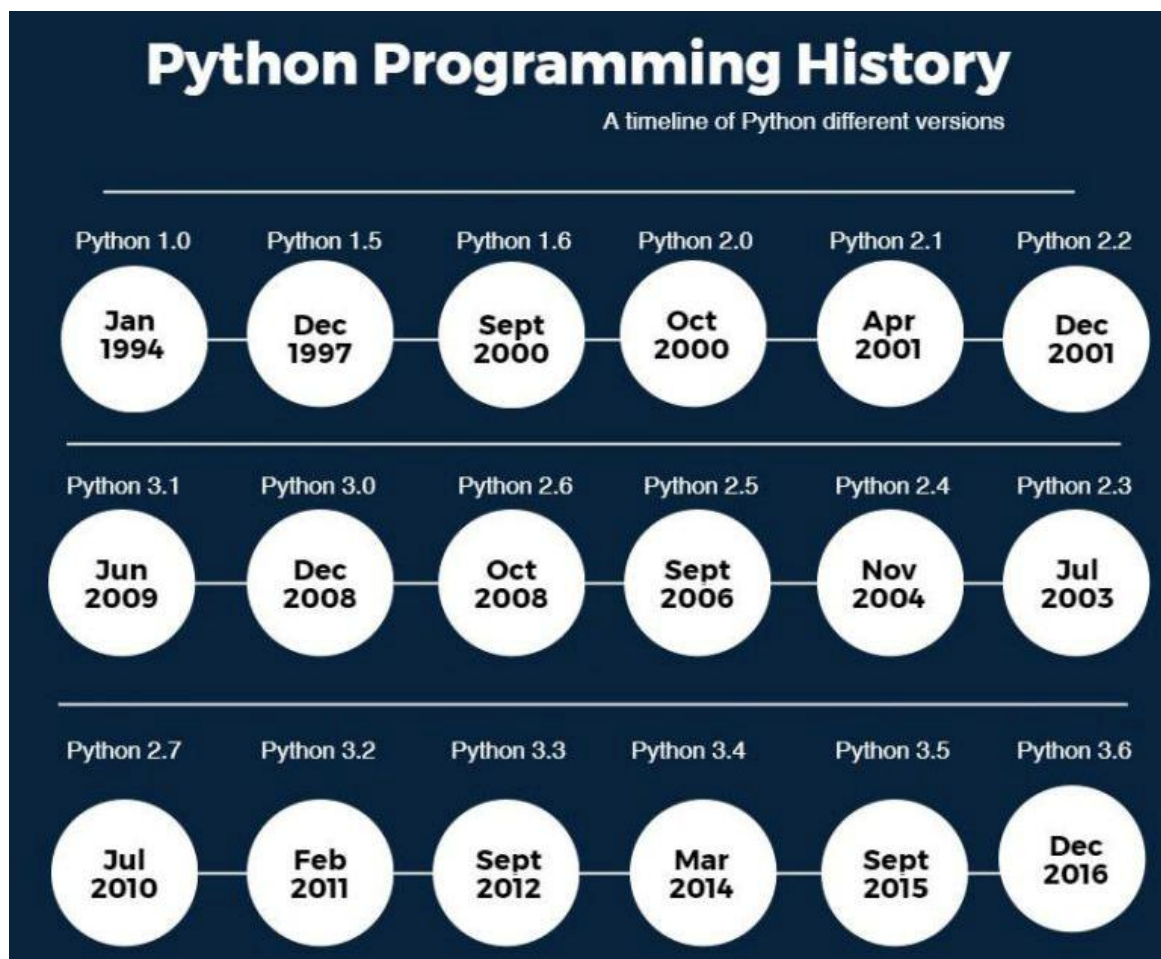 Python Programming History
A timeline of Python different versions
Python 1.0 Python 1.5 Python 1.6 Python 2.0 Python 2.1 Python 2.2
Jan Dec Sept Oct Apr Dec
1994 1997 2000 2000 2001 2001
Python 3.1 Python 3.0 Python 2.6 Python 2.5 Python 2.4 Python 2.3
Jun Dec Oct Sept Nov Jul
2009 2008 2008 2006 2004 2003
Python 2.7 Python 3.2 Python 3.3 Python 3.4 Python 3.5 Python 3.6
Jul Feb Sept Mar Sept Dec
2010 2011 2012 2014 2015 2016